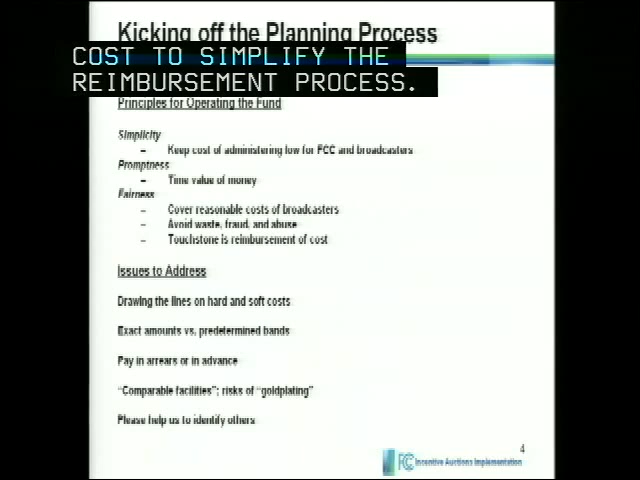 Kicking off the Planning Process
COST TO SIMPLIFY THE
REIMBURSEMENT PROCESS.
Principles for Operating the Fund
Simplicity
– Keep cost of administering low for FCC and broadcasters
Promptness
– Time value of money
Fairness
– Cover reasonable costs of broadcasters
– Avoid waste, fraud, and abuse
– Touchstone is reimbursement of cost
Issues to Address
Drawing the lines on hard and soft costs
Exact amounts vs. predetermined bands
Pay in arrears or in advance
"Comparable facilities"; risks of "goldplating"
Please help us to identify others
4
FCC Incentive Auctions Implementation